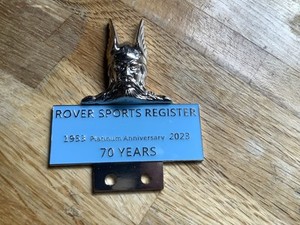 ROVER SPORTS REGISTER
1953 Platinum Anniversary 2023
70 YEARS